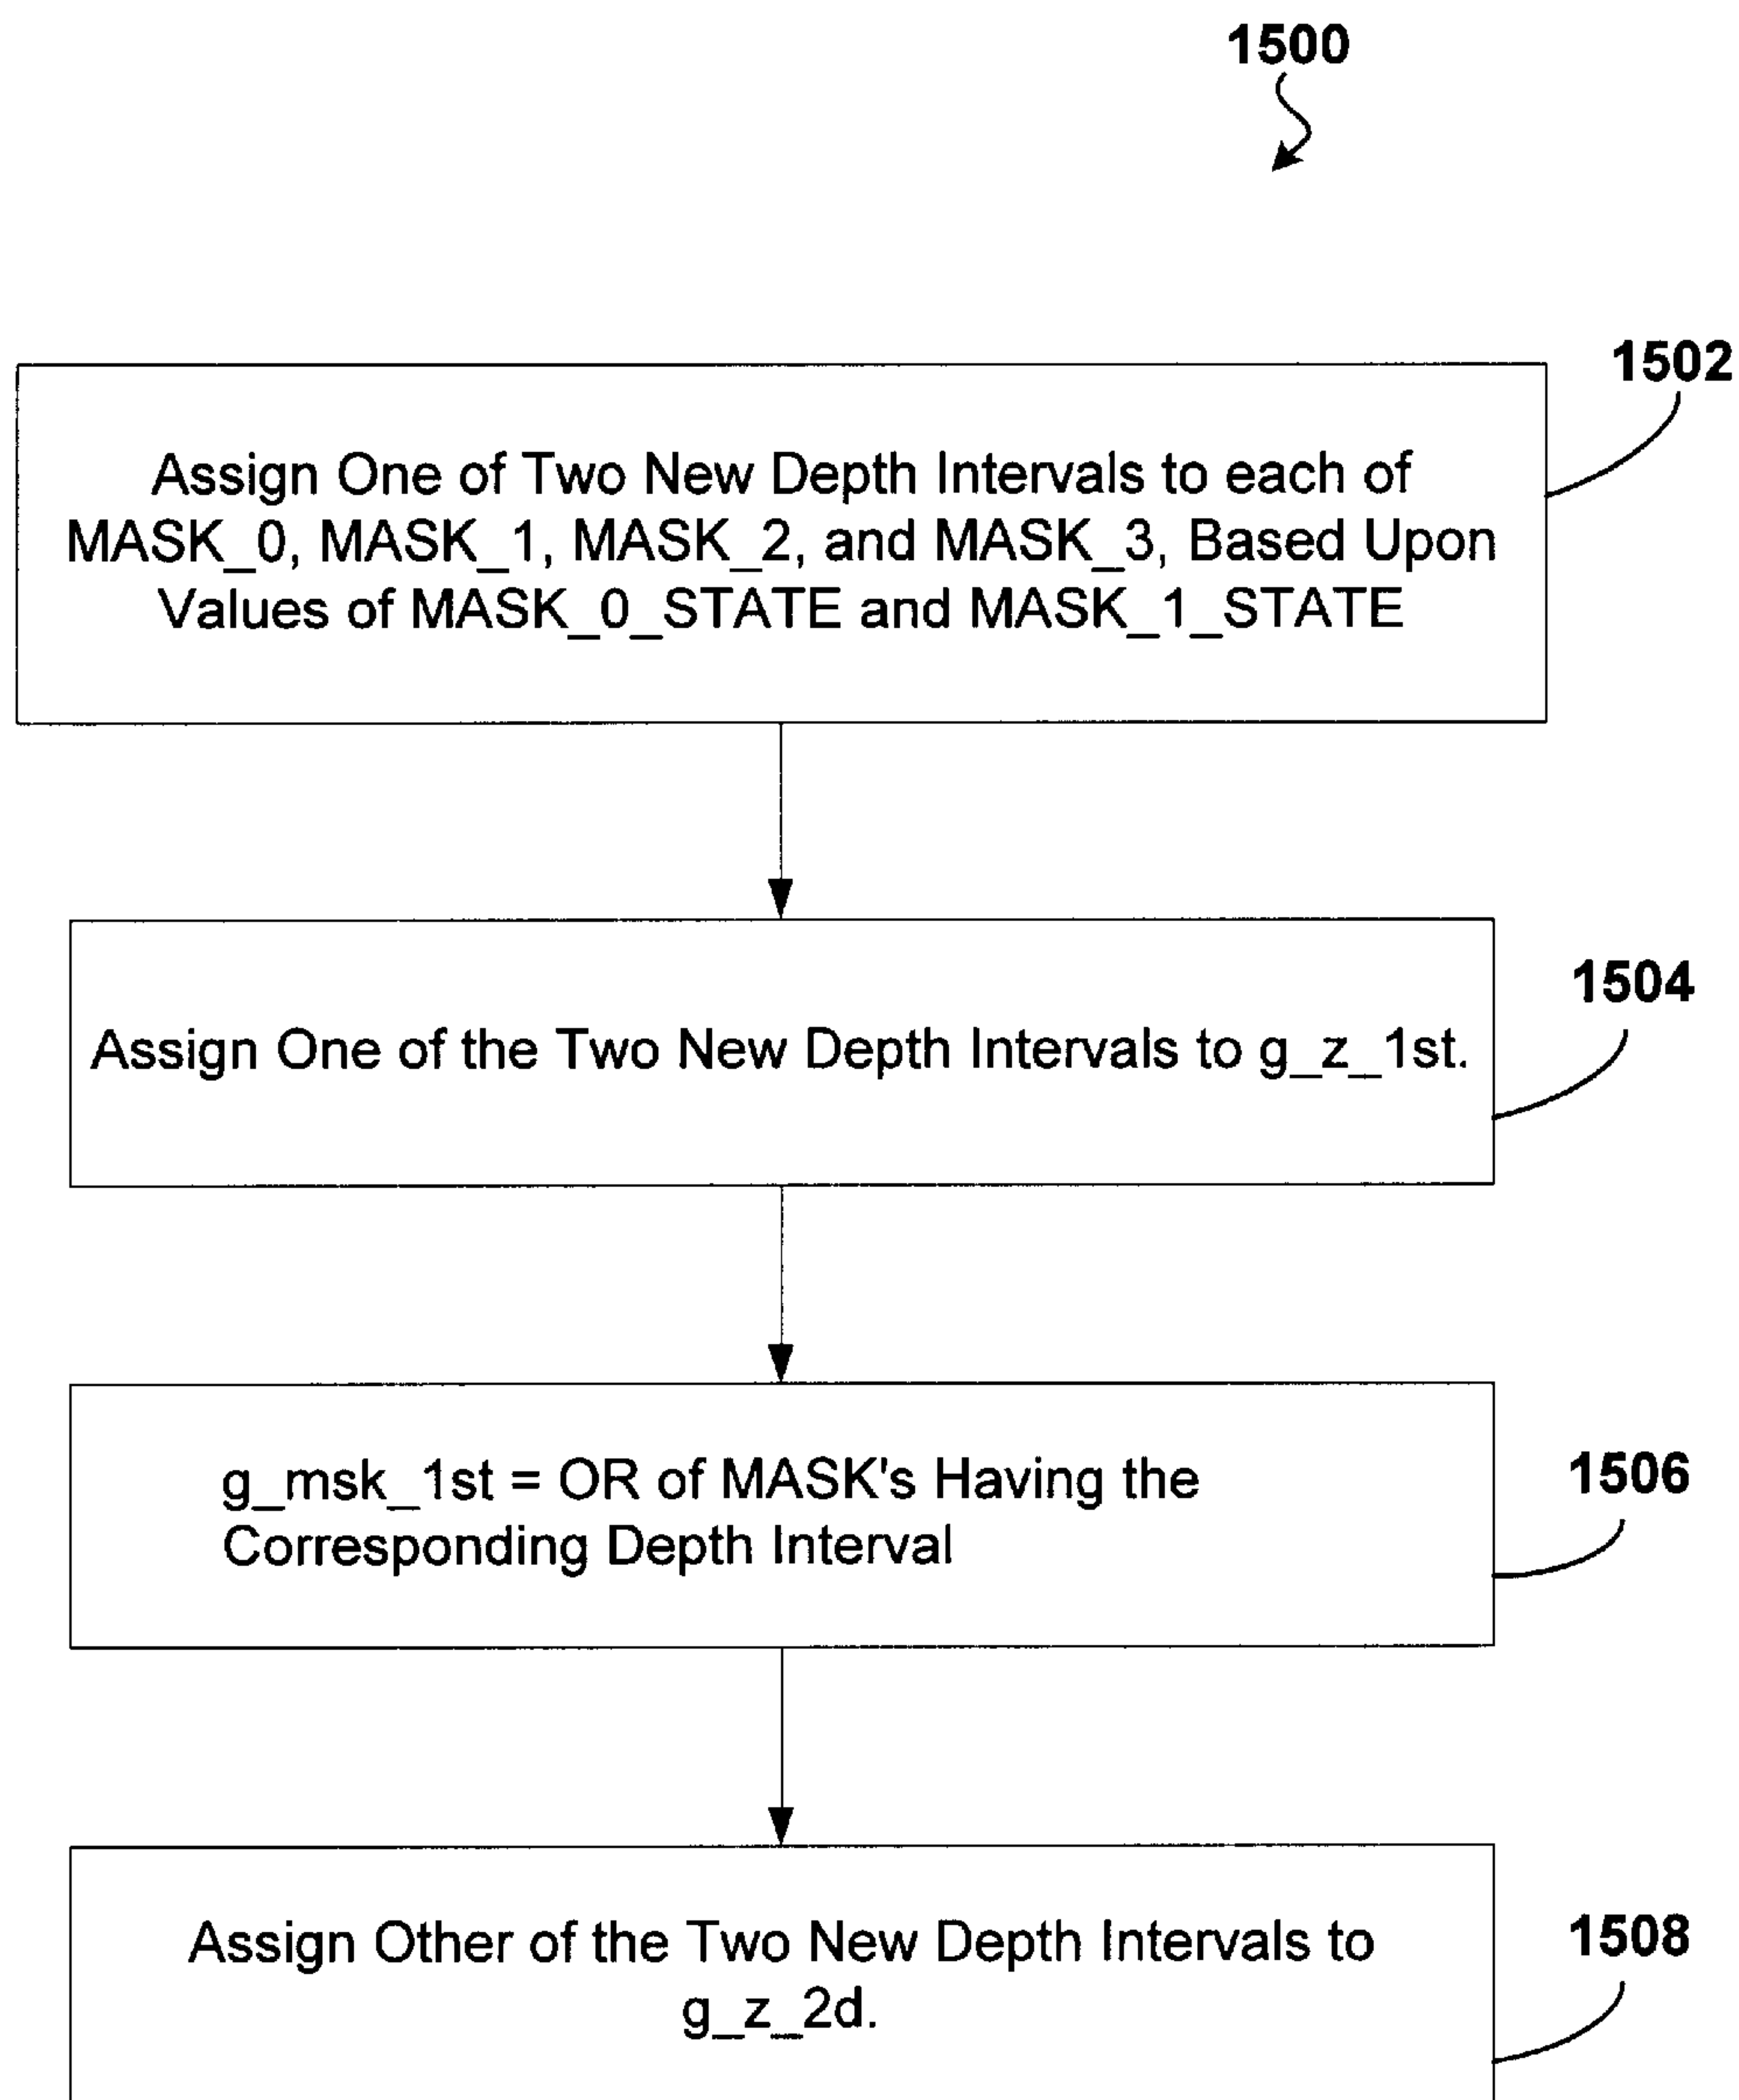 1500
1502
Assign One of Two New Depth Intervals to each of
MASK_0, MASK_1, MASK_2, and MASK_3, Based Upon
Values of MASK_0_STATE and MASK_1_STATE
1504
Assign One of the Two New Depth Intervals to g_z_1st.
1506
g_msk_1st = OR of MASK's Having the
Corresponding Depth Interval
1508
Assign Other of the Two New Depth Intervals to
g_z_2d.